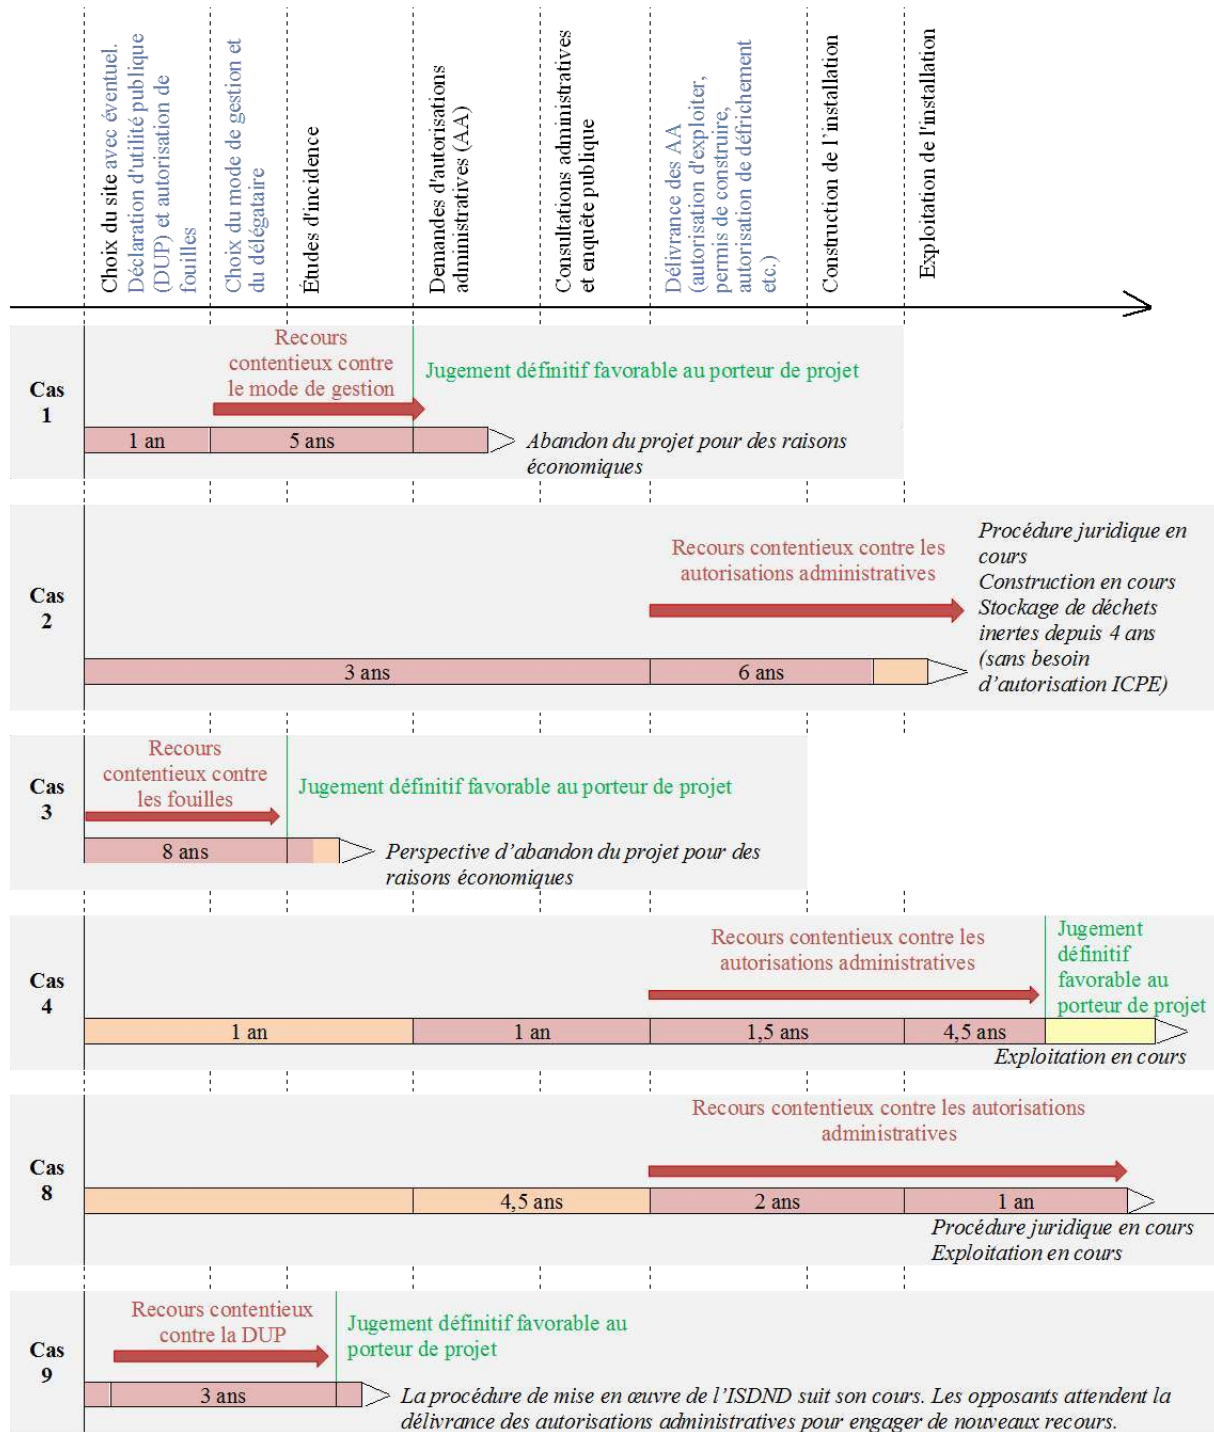 Choix du site avec éventuel.
Déclaration d'utilité publique
(DUP) et autorisation de
fouilles
Choix du mode de gestion et
du délégataire
Études d'incidence
Demandes d'autorisations
administratives (AA)
Consultations administratives
et enquête publique
Délivrance des AA
(autorisation d'exploiter,
permis de construire,
autorisation de défrichement
etc.)
Construction de l'installation
Exploitation de l'installation
Cas
1
Recours
contentieux contre
le mode de gestion
Jugement définitif favorable au porteur de projet
1 an
5 ans
Abandon du projet pour des raisons
économiques
Cas
2
Recours contentieux contre les
autorisations administratives
Procédure juridique en
cours
Construction en cours
Stockage de déchets
inertes depuis 4 ans
(sans besoin
d'autorisation ICPE)
3 ans
6 ans
Cas
3
Recours
contentieux contre
les fouilles
Jugement définitif favorable au porteur de projet
8 ans
Perspective d'abandon du projet pour des
raisons économiques
Cas
4
Recours contentieux contre les
autorisations administratives
Jugement
définitif
favorable au
porteur de projet
1 an
1 an
1,5 ans
4,5 ans
Exploitation en cours
Cas
8
Recours contentieux contre les autorisations
administratives
4,5 ans
2 ans
1 an
Procédure juridique en cours
Exploitation en cours
Cas
9
Recours contentieux
contre la DUP
Jugement définitif favorable au
porteur de projet
3 ans
La procédure de mise en œuvre de l'ISDND suit son cours. Les opposants attendent la
délivrance des autorisations administratives pour engager de nouveaux recours.